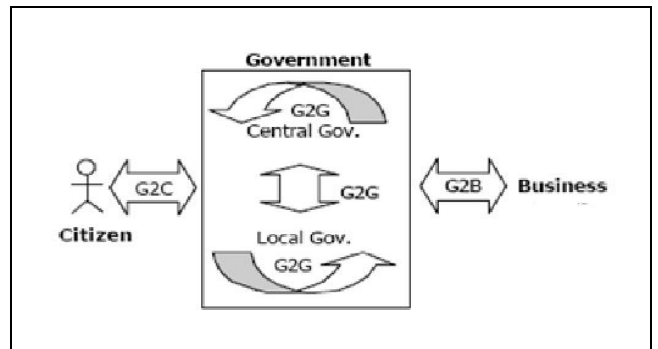 Government
G2G
Central Gov.
G2C
G2G
G2B
Business
Citizen
Local Gov.
G2G